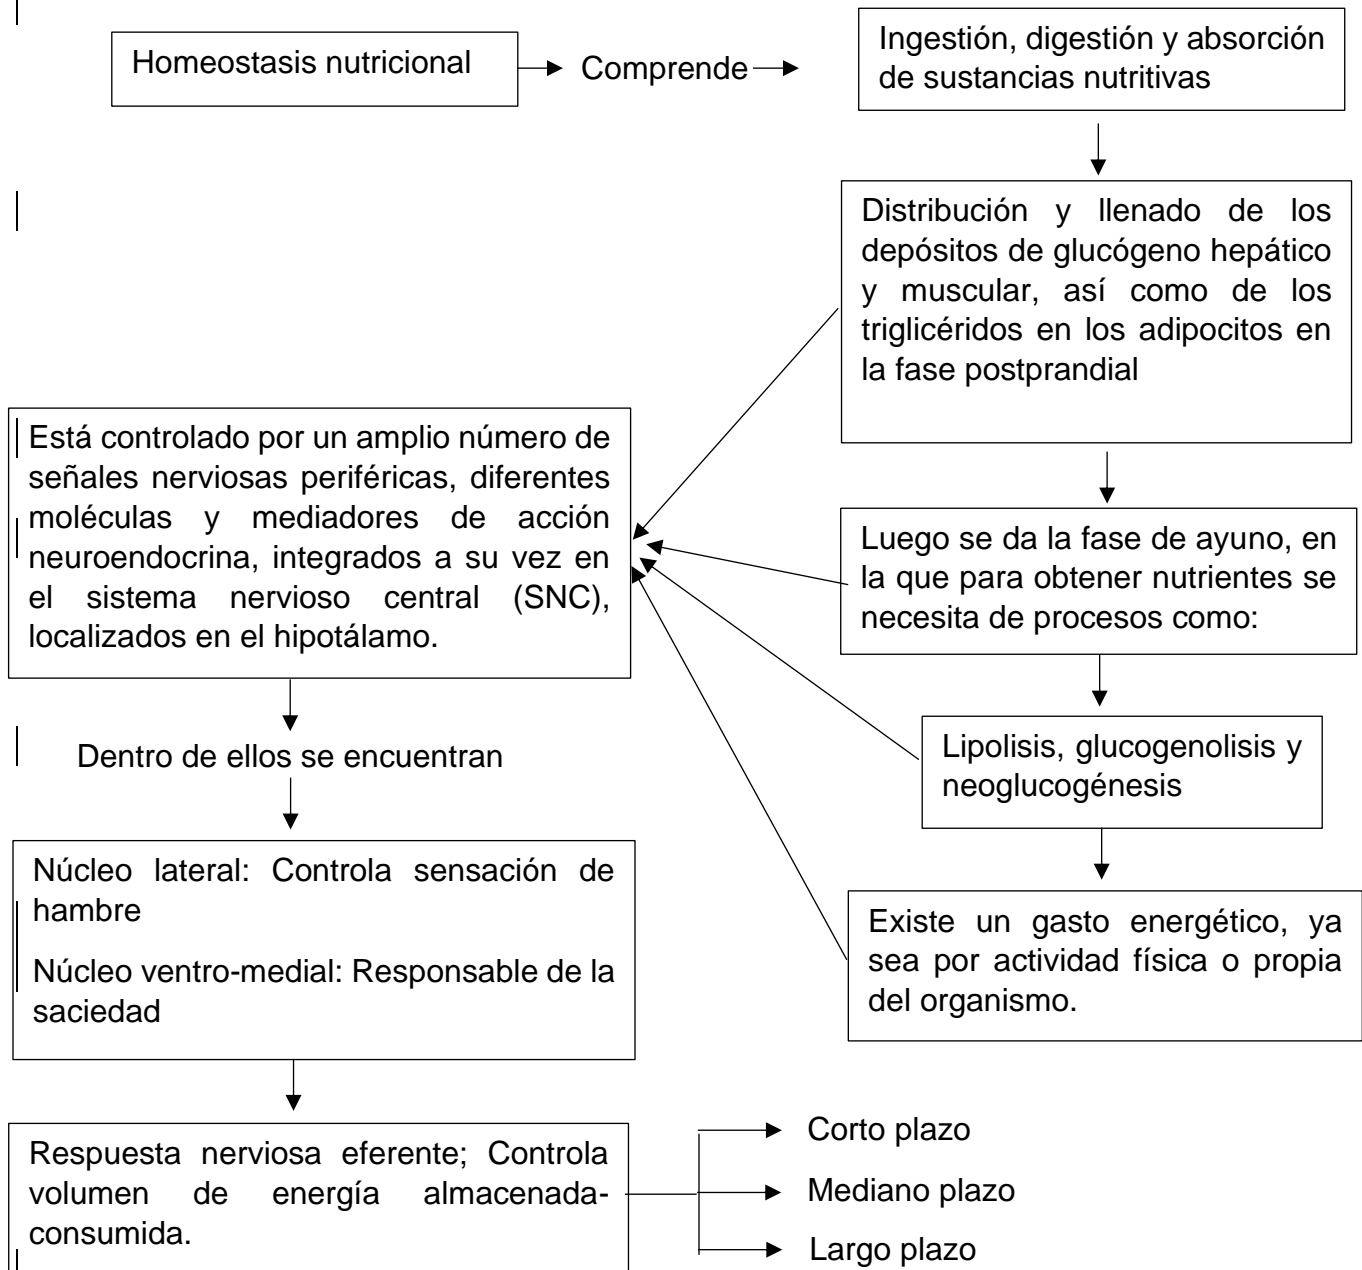 Homeostasis nutricional
Comprende
Ingestión, digestión y absorción
de sustancias nutritivas
Distribución y llenado de los
depósitos de glucógeno hepático
y muscular, así como de los
triglicéridos en los adipocitos en
la fase postprandial
Luego se da la fase de ayuno, en
la que para obtener nutrientes se
necesita de procesos como:
Lipolisis, glucogenolisis y
neoglucogénesis
Existe un gasto energético, ya
sea por actividad física o propia
del organismo.
Está controlado por un amplio número de
señales nerviosas periféricas, diferentes
moléculas y mediadores de acción
neuroendocrina, integrados a su vez en
el sistema nervioso central (SNC),
localizados en el hipotálamo.
Dentro de ellos se encuentran
Núcleo lateral: Controla sensación de
hambre
Núcleo ventro-medial: Responsable de la
saciedad
Respuesta nerviosa eferente; Controla
volumen de energía almacenada-
consumida.
Corto plazo
Mediano plazo
Largo plazo